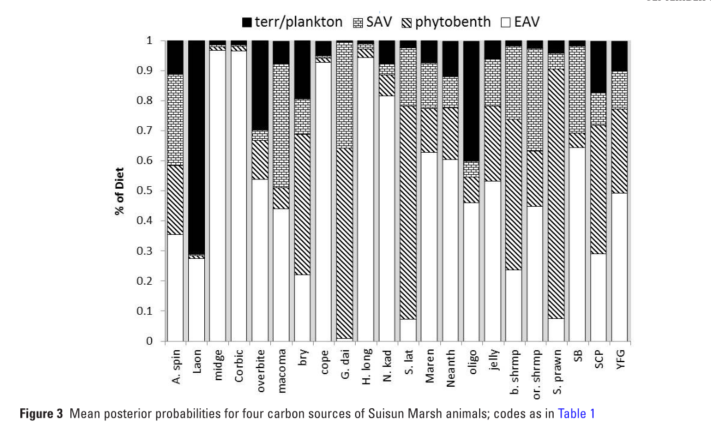 terr/plankton SAV phytobenth EAV
% of Diet
1
0.9
0.8
0.7
0.6
0.5
0.4
0.3
0.2
0.1
0
A. spin
Laon
midge
Corbic
overbite
macoma
bry
cope
G. dai
H. long
N. kad
S. lat
Maren
Nearth
oligo
jelly
b. shrmp
or. shrmp
S. prawn
SB
SCP
YFG
Figure 3 Mean posterior probabilities for four carbon sources of Suisun Marsh animals; codes as in Table 1